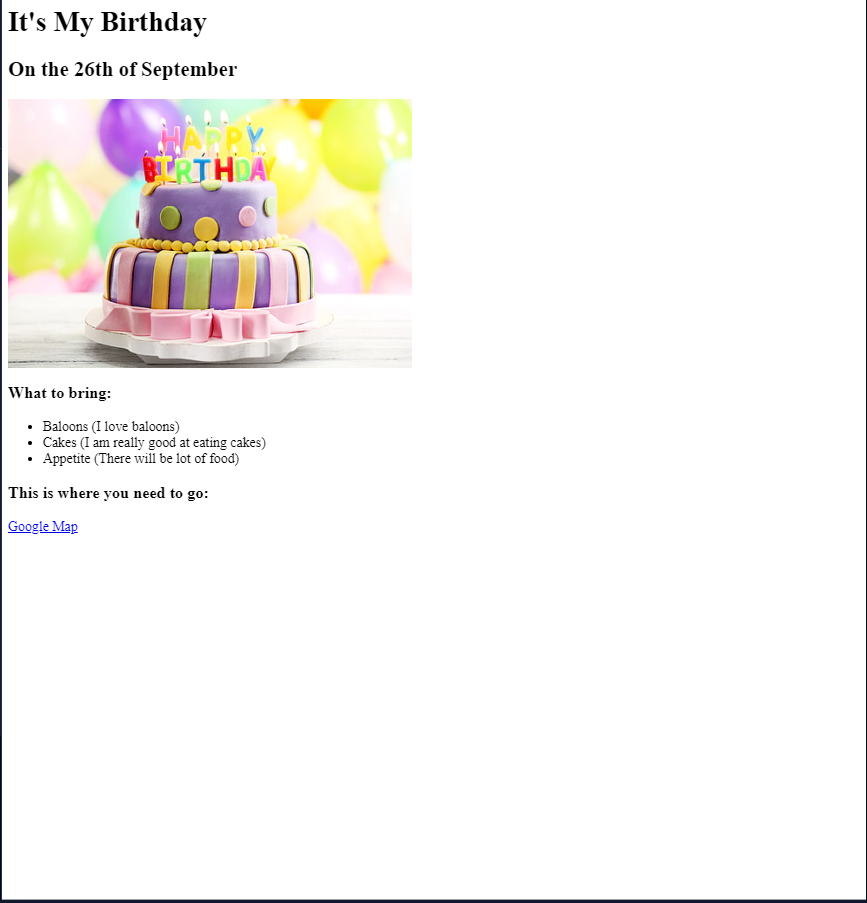 It's My Birthday
On the 26th of September
HAPPY
BIRTHDAY
What to bring:
Baloons (I love baloons)
Cakes (I am really good at eating cakes)
Appetite (There will be lot of food)
This is where you need to go:
Google Map